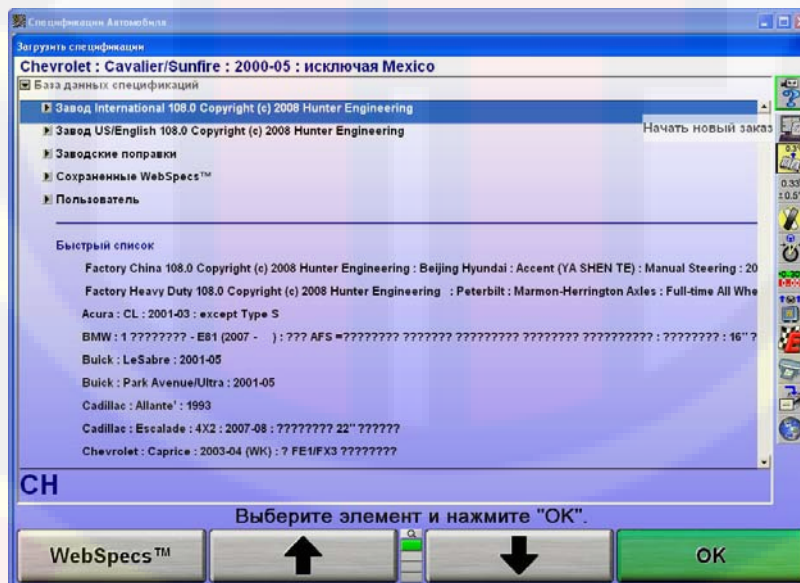 Спецификации Автомобиля
Загрузить спецификации
Chevrolet : Cavalier/Sunfire : 2000-05 : исключая Mexico
База данных спецификаций
Завод International 108.0 Copyright (c) 2008 Hunter Engineering
Начать новый заказ
Завод US/English 108.0 Copyright (c) 2008 Hunter Engineering
Заводские поправки
Сохраненные WebSpecs™
Пользователь
Быстрый список
Factory China 108.0 Copyright (c) 2008 Hunter Engineering : Beijing Hyundai : Accent (YA SHEN TE) : Manual Steering : 20
Factory Heavy Duty 108.0 Copyright (c) 2008 Hunter Engineering : Peterbilt : Marmon-Herrington Axles : Full-time All Whe
Acura : CL : 2001-03 : except Type S
BMW : 1 ???????? - E81 (2007 - ) : ??? AFS =???????? ??????? ????????? ???????? ?????????? : ???????? : 16" ?
Buick : LeSabre : 2001-05
Buick : Park Avenue/Ultra : 2001-05
Cadillac : Allante' : 1993
Cadillac : Escalade : 4X2 : 2007-08 : ???????? 22" ??????
Chevrolet : Caprice : 2003-04 (WK) : ? FE1/FX3 ????????
CH
Выберите элемент и нажмите "OK".
WebSpecs™
OK